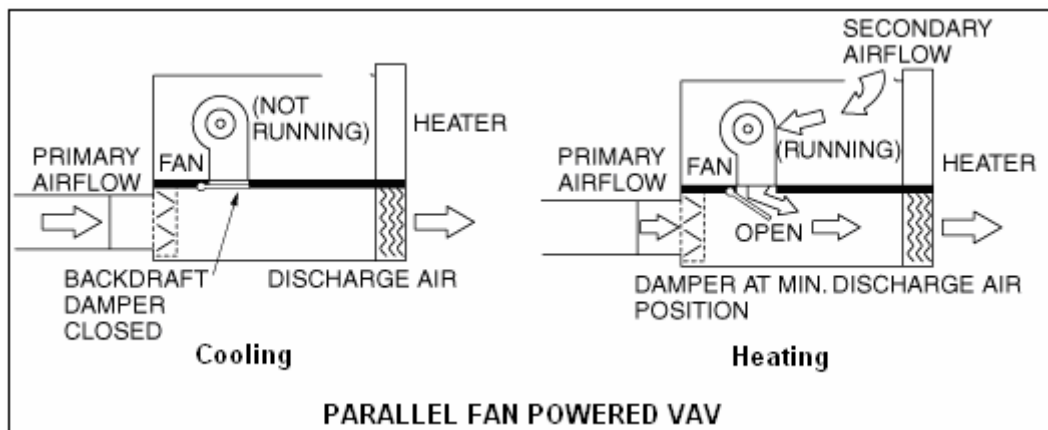 (NOT
RUNNING)
HEATER
PRIMARY
AIRFLOW
FAN
BACKDRAFT
DAMPER
CLOSED
DISCHARGE AIR
Cooling
SECONDARY
AIRFLOW
(RUNNING)
HEATER
PRIMARY
AIRFLOW
FAN
OPEN
DAMPER AT MIN.
POSITION
DISCHARGE AIR
Heating
PARALLEL FAN POWERED VAV